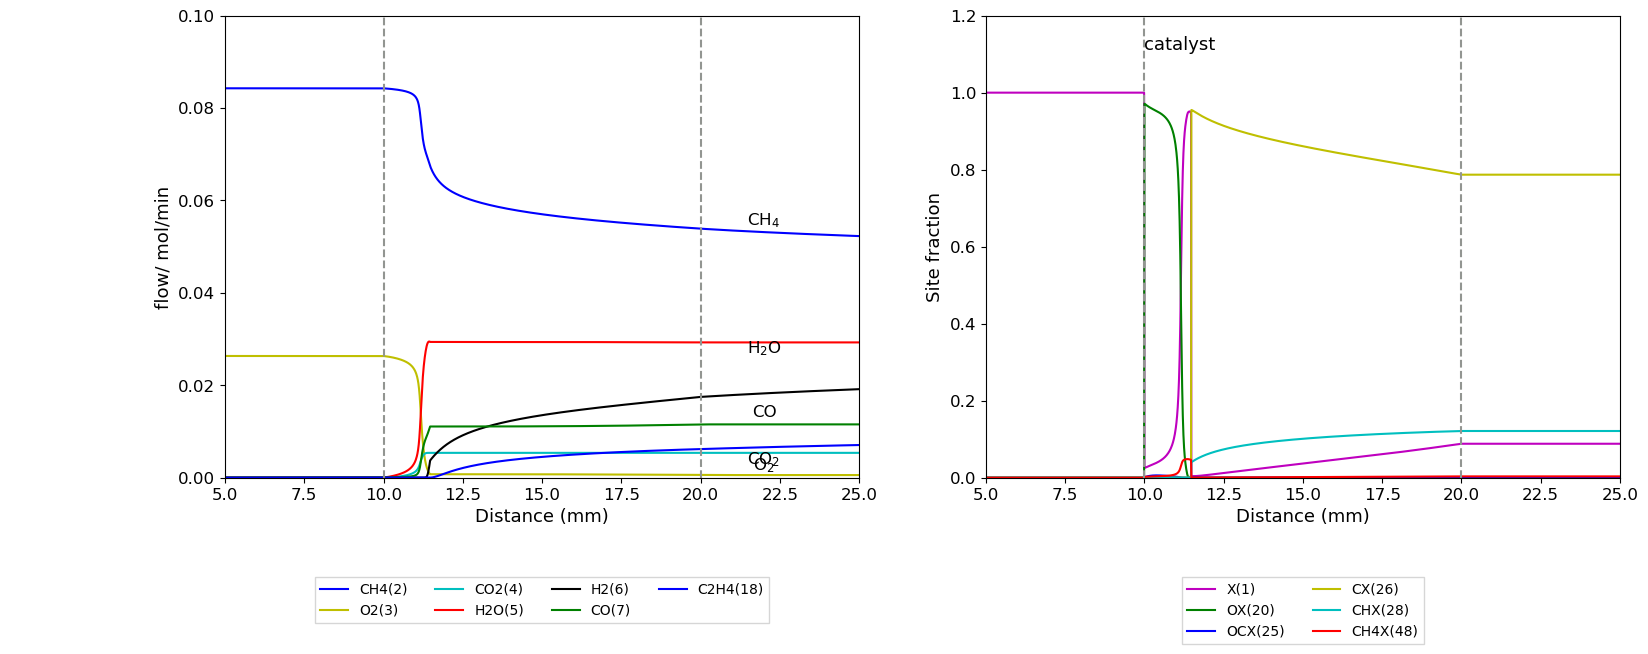 0.10
0.08
0.06
0.04
0.02
0.00
flow/ mol/min
CH4
H2O
CO
CO2
O2
5.0 7.5 10.0 12.5 15.0 17.5 20.0 22.5 25.0
Distance (mm)
CH4(2) CO2(4) H2(6) C2H4(18)
O2(3) H2O(5) CO(7)
1.2
1.0
0.8
0.6
0.4
0.2
0.0
Site fraction
catalyst
5.0 7.5 10.0 12.5 15.0 17.5 20.0 22.5 25.0
Distance (mm)
X(1) CX(26)
OX(20) CHX(28)
OCX(25) CH4X(48)